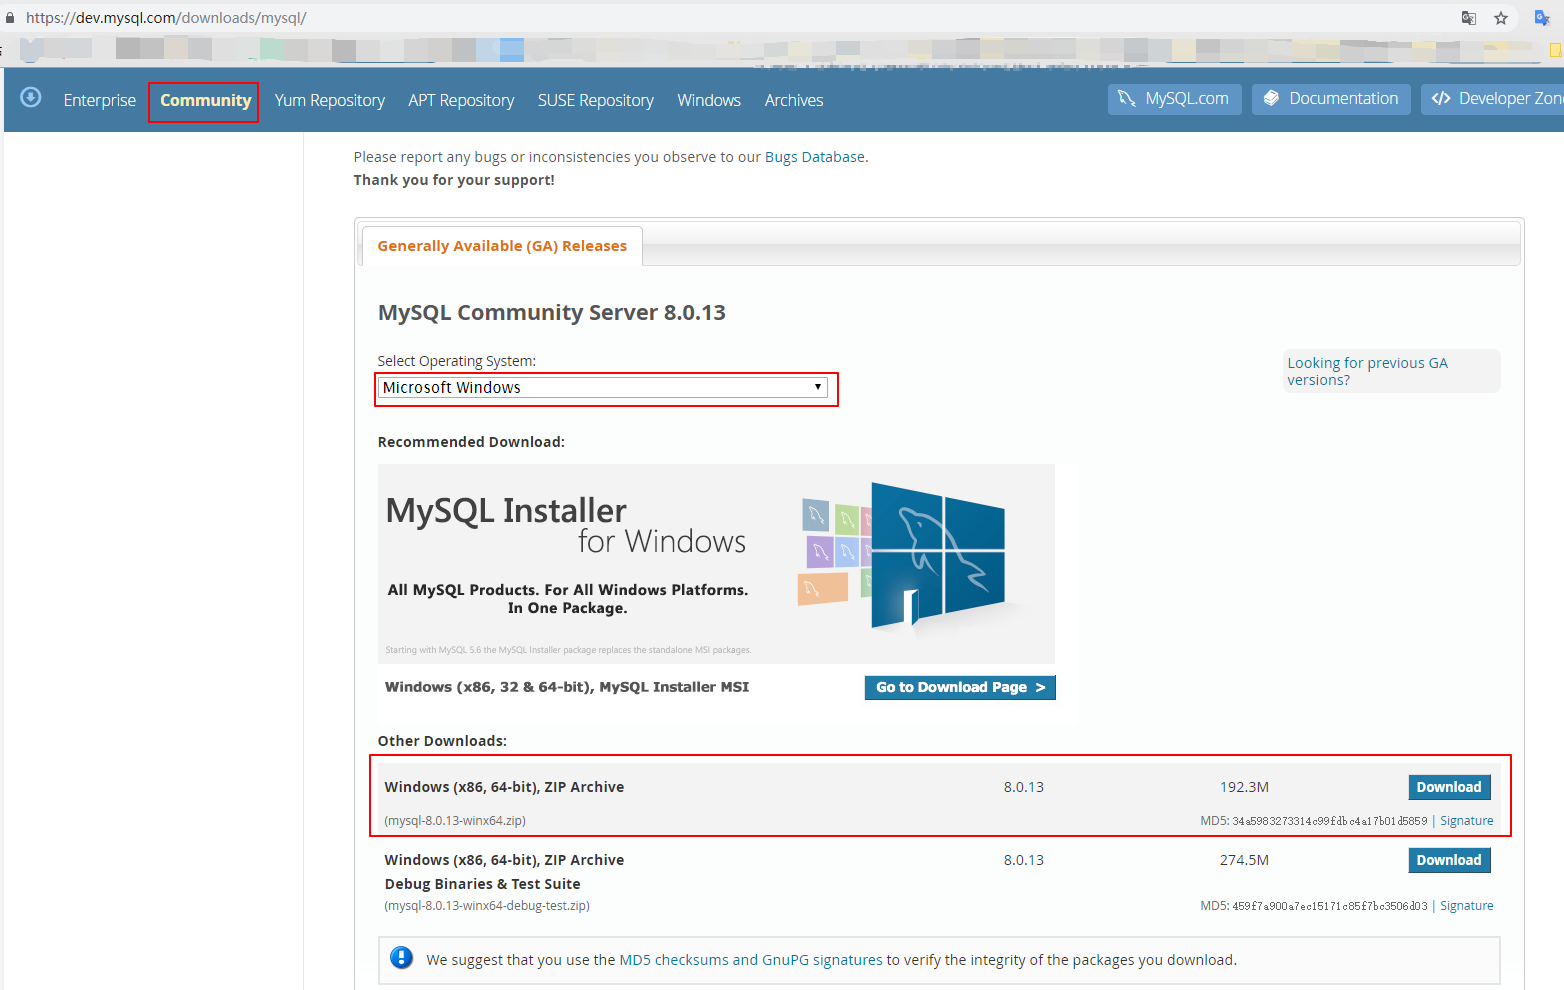 https://dev.mysql.com/downloads/mysql/
Enterprise Community Yum Repository APT Repository SUSE Repository Windows Archives MySQL.com Documentation Developer Zon
Please report any bugs or inconsistencies you observe to our Bugs Database.
Thank you for your support!
Generally Available (GA) Releases
MySQL Community Server 8.0.13
Select Operating System:
Looking for previous GA
versions?
Microsoft Windows
Recommended Download:
MySQL Installer
for Windows
All MySQL Products. For All Windows Platforms.
In One Package.
Starting with MySQL 5.6 the MySQL Installer package replaces the standalone MSI packages.
Windows (x86, 32 & 64-bit), MySQL Installer MSI Go to Download Page >
Other Downloads:
Windows (x86, 64-bit), ZIP Archive 8.0.13 192.3M Download
(mysql-8.0.13-winx64.zip) MD5: 34a5983273314c99fdbc4a17b01d5859 | Signature
Windows (x86, 64-bit), ZIP Archive 8.0.13 274.5M Download
Debug Binaries & Test Suite
(mysql-8.0.13-winx64-debug-test.zip) MD5: 459f7a900a7ec15171c85f7bc3506d03 | Signature
We suggest that you use the MD5 checksums and GnuPG signatures to verify the integrity of the packages you download.